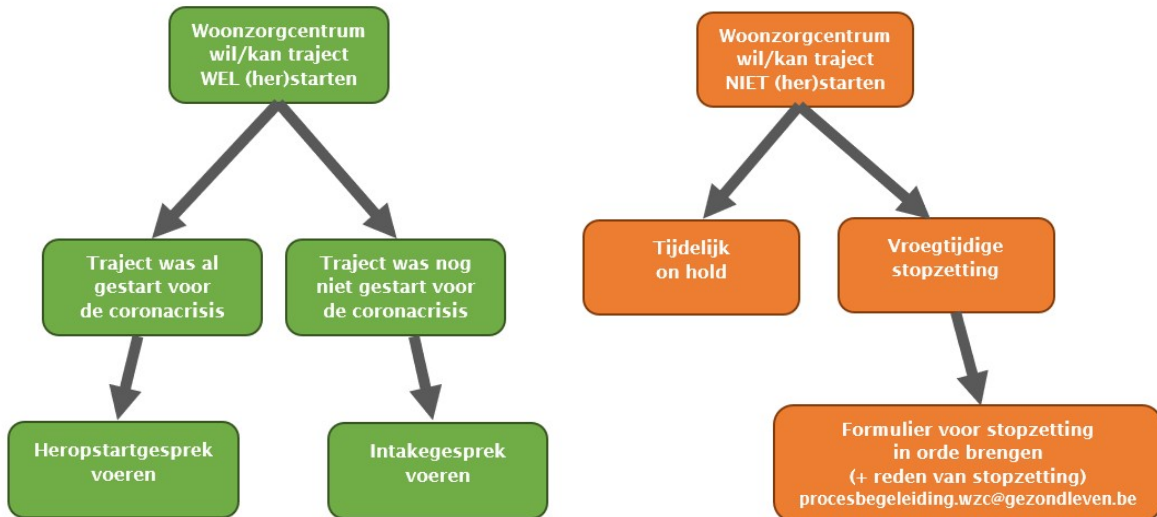 Woonzorgcentrum
wil/kan traject
WEL (her)starten
Woonzorgcentrum
wil/kan traject
NIET (her)starten
Traject was al
gestart voor
de coronacrisis
Traject was nog
niet gestart voor
de coronacrisis
Tijdelijk
on hold
Vroegtijdige
stopzetting
Heropstartgesprek
voeren
Intakegesprek
voeren
Formulier voor stopzetting
in orde brengen
(+ reden van stopzetting)
procesbegeleiding.wzc@gezondleven.be